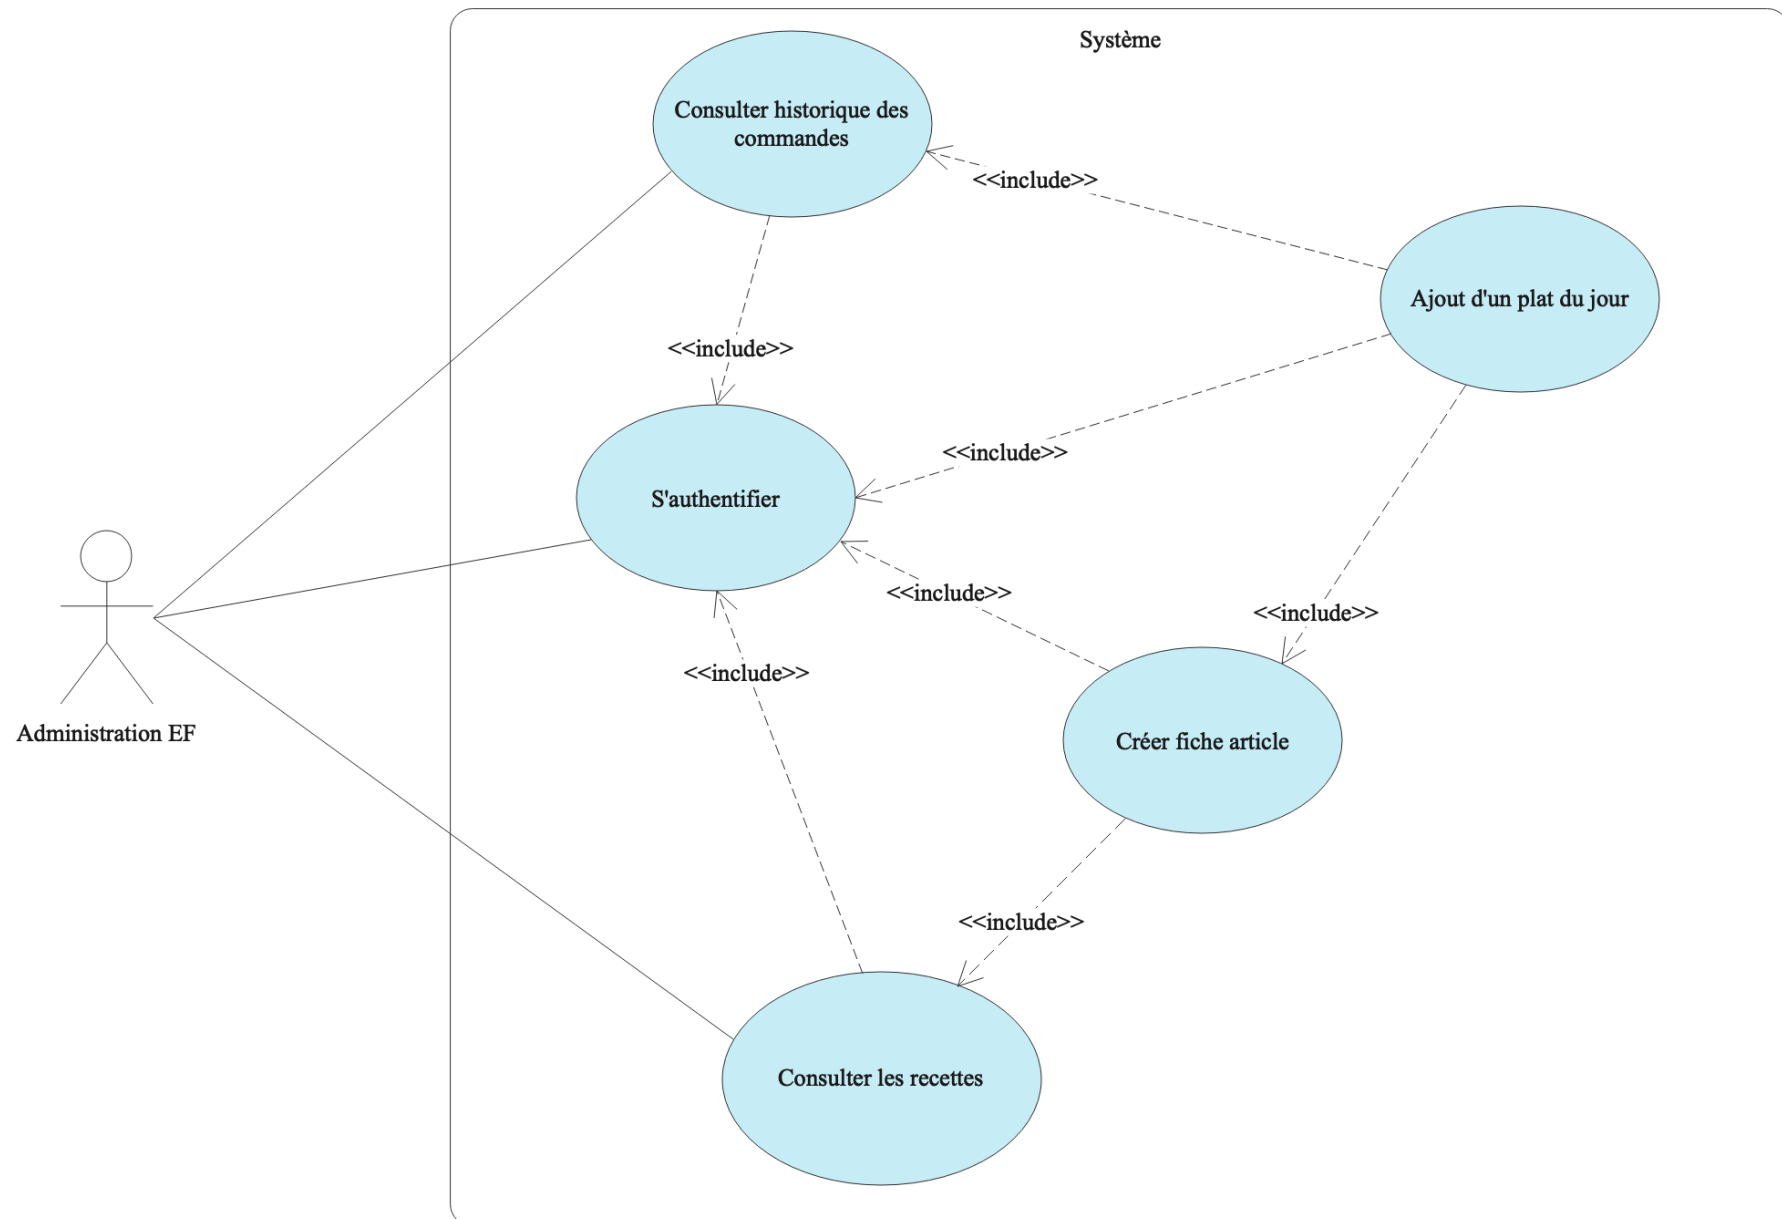 Système
Consulter historique des
commandes
<<include>>
Ajout d'un plat du jour
<<include>>
<<include>>
S'authentifier
<<include>>
<<include>>
<<include>>
Administration EF
Créer fiche article
<<include>>
Consulter les recettes